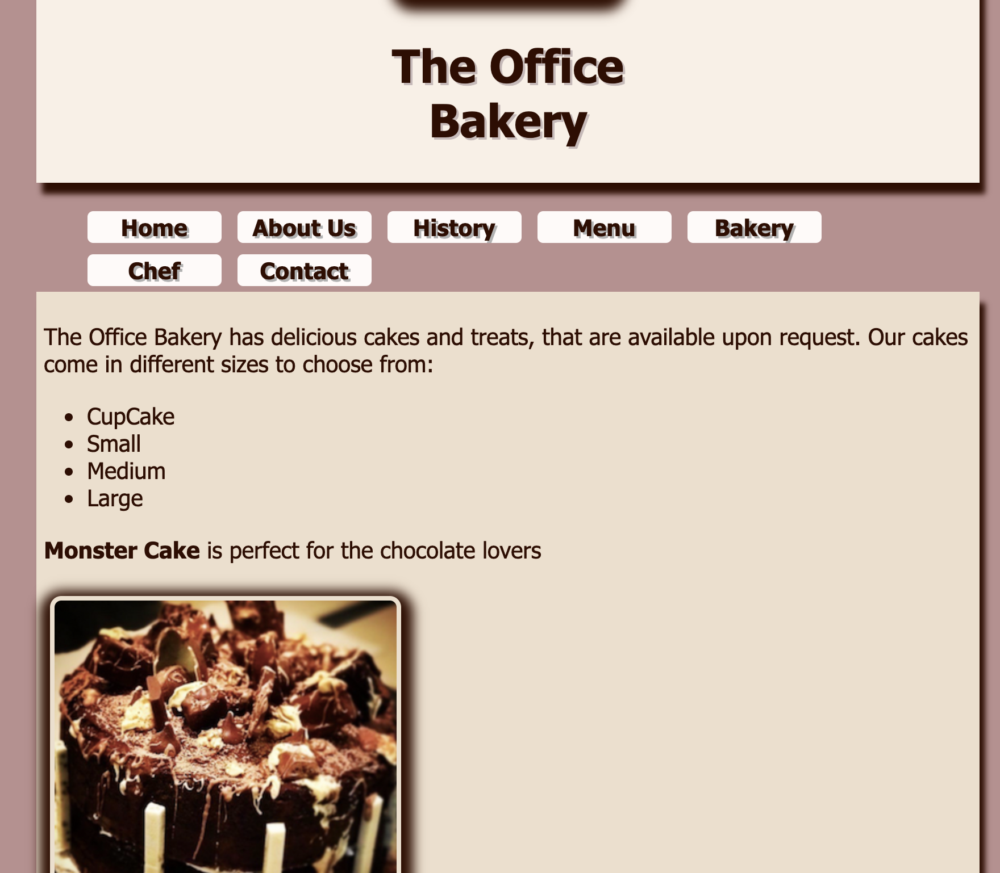 The Office
Bakery
Home About Us History Menu Bakery
Chef Contact
The Office Bakery has delicious cakes and treats, that are available upon request. Our cakes
come in different sizes to choose from:
• CupCake
• Small
• Medium
• Large
Monster Cake is perfect for the chocolate lovers